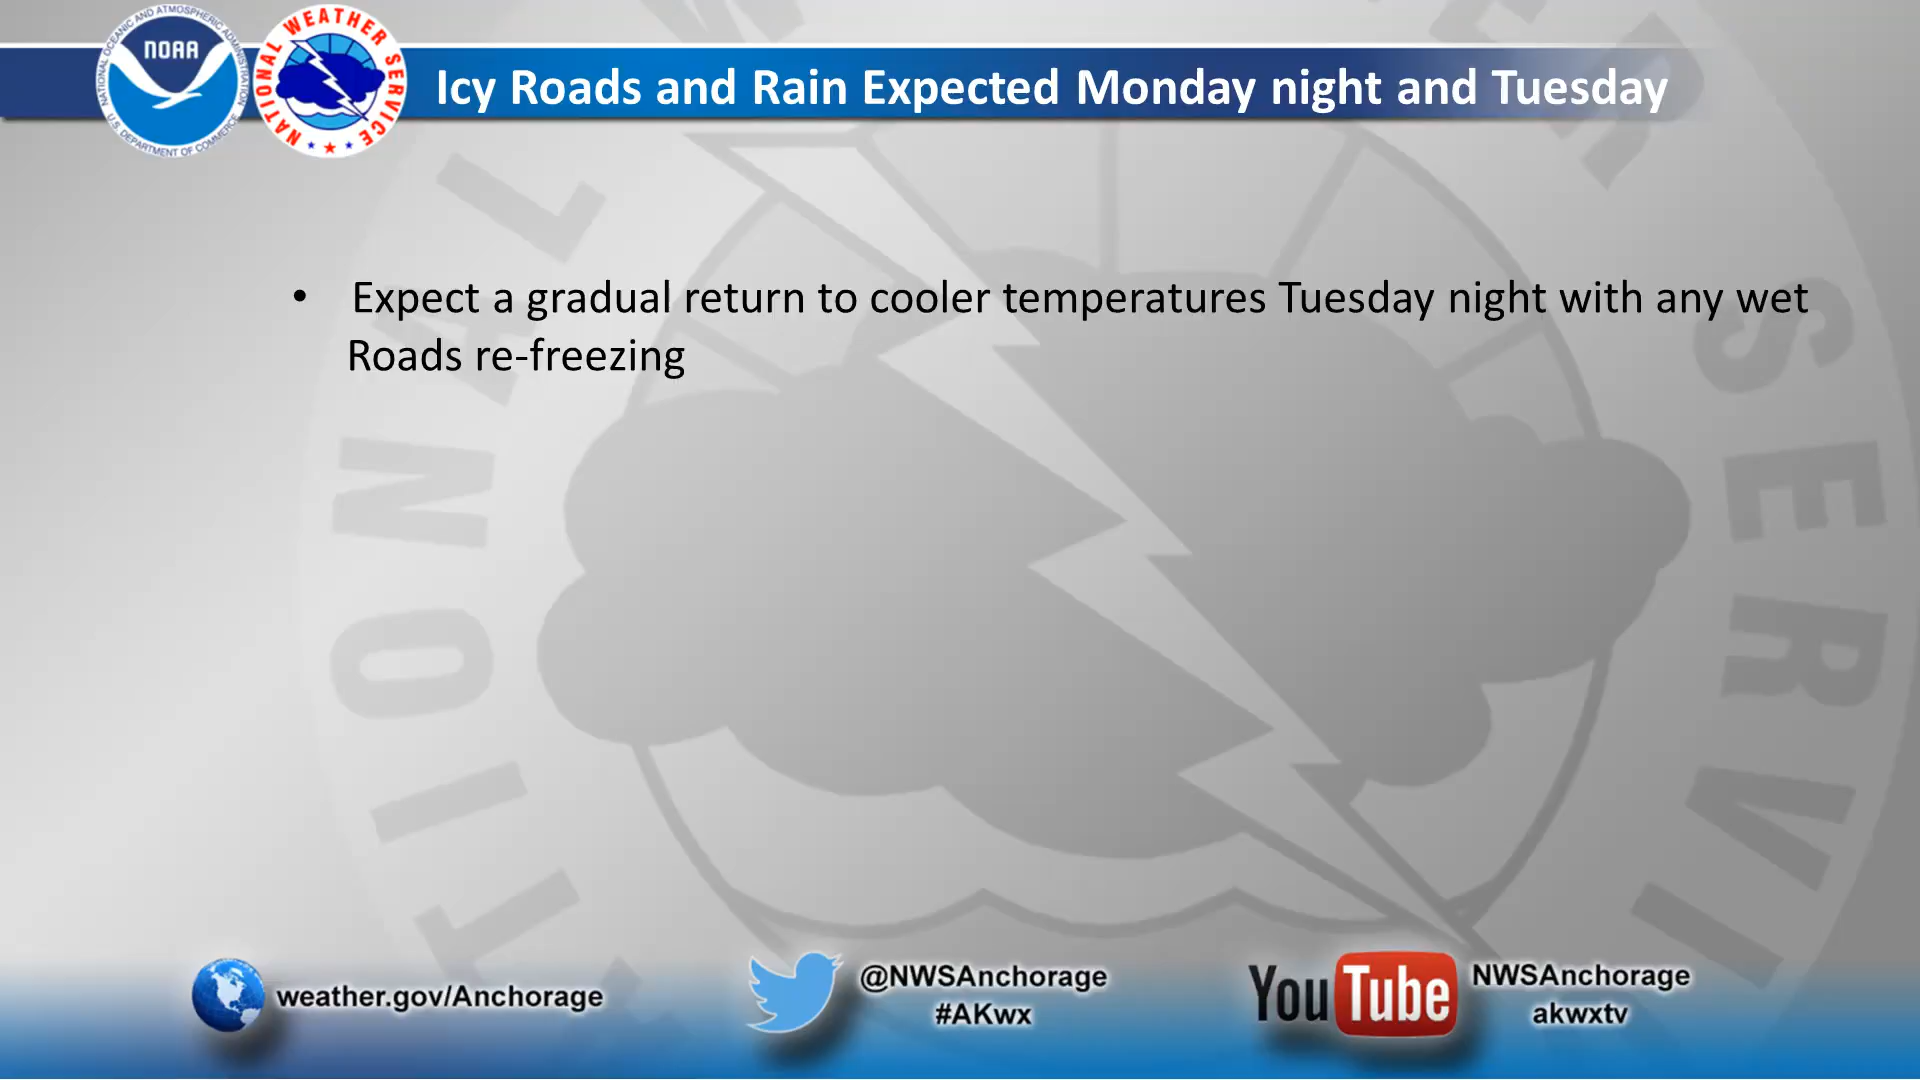 NATIONAL OCEANIC AND ATMOSPHERIC ADMINISTRATION
NOAA
U.S. DEPARTMENT OF COMMERCE
NATIONAL WEATHER SERVICE
Icy Roads and Rain Expected Monday night and Tuesday
• Expect a gradual return to cooler temperatures Tuesday night with any wet
Roads re-freezing
weather.gov/Anchorage
@NWSAnchorage
#AKwx
YouTube
NWSAnchorage
akwxtv